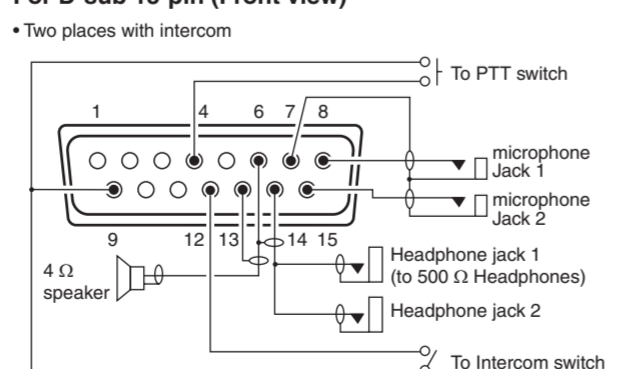 For D-sub 15-pin (Front view)
• Two places with intercom
To PTT switch
1 4 6 7 8
microphone
Jack 1
microphone
Jack 2
9 12 13 14 15
4 Ω
speaker
Headphone jack 1
(to 500 Ω Headphones)
Headphone jack 2
To Intercom switch